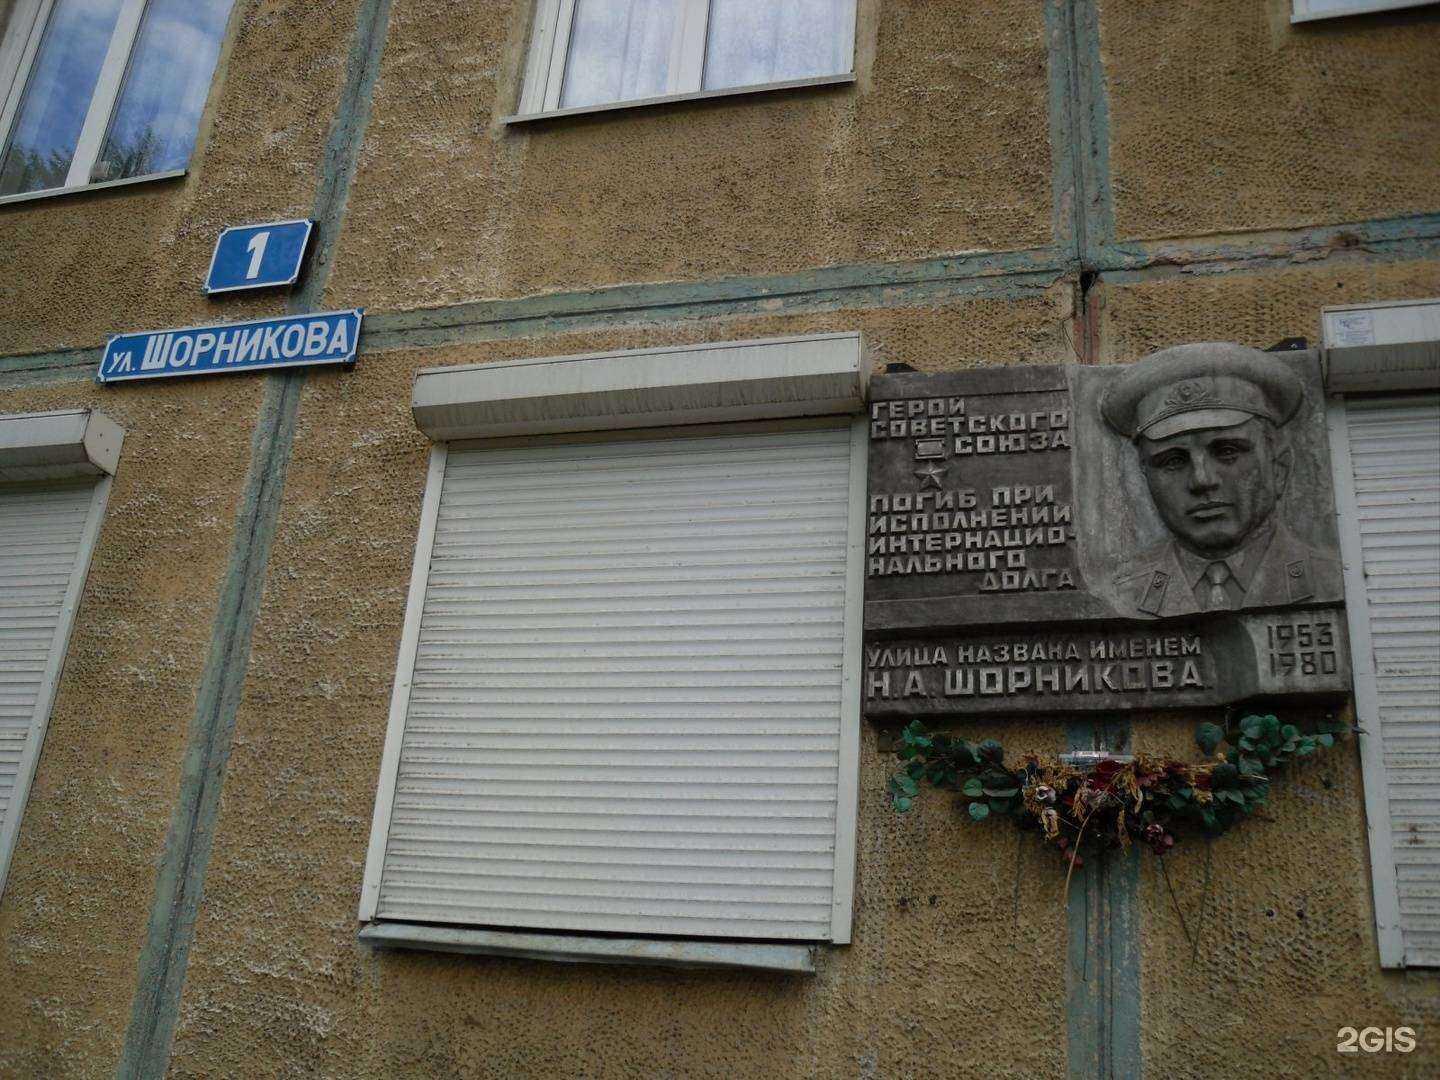 1
УЛ. ШОРНИКОВА
ГЕРОЙ
СОВЕТСКОГО
СОЮЗА
ПОГИБ ПРИ
ИСПОЛНЕНИИ
ИНТЕРНАЦИО-
НАЛЬНОГО
ДОЛГА
УЛИЦА НАЗВАНА ИМЕНЕМ
Н.А.ШОРНИКОВА
1953
1980
2GIS